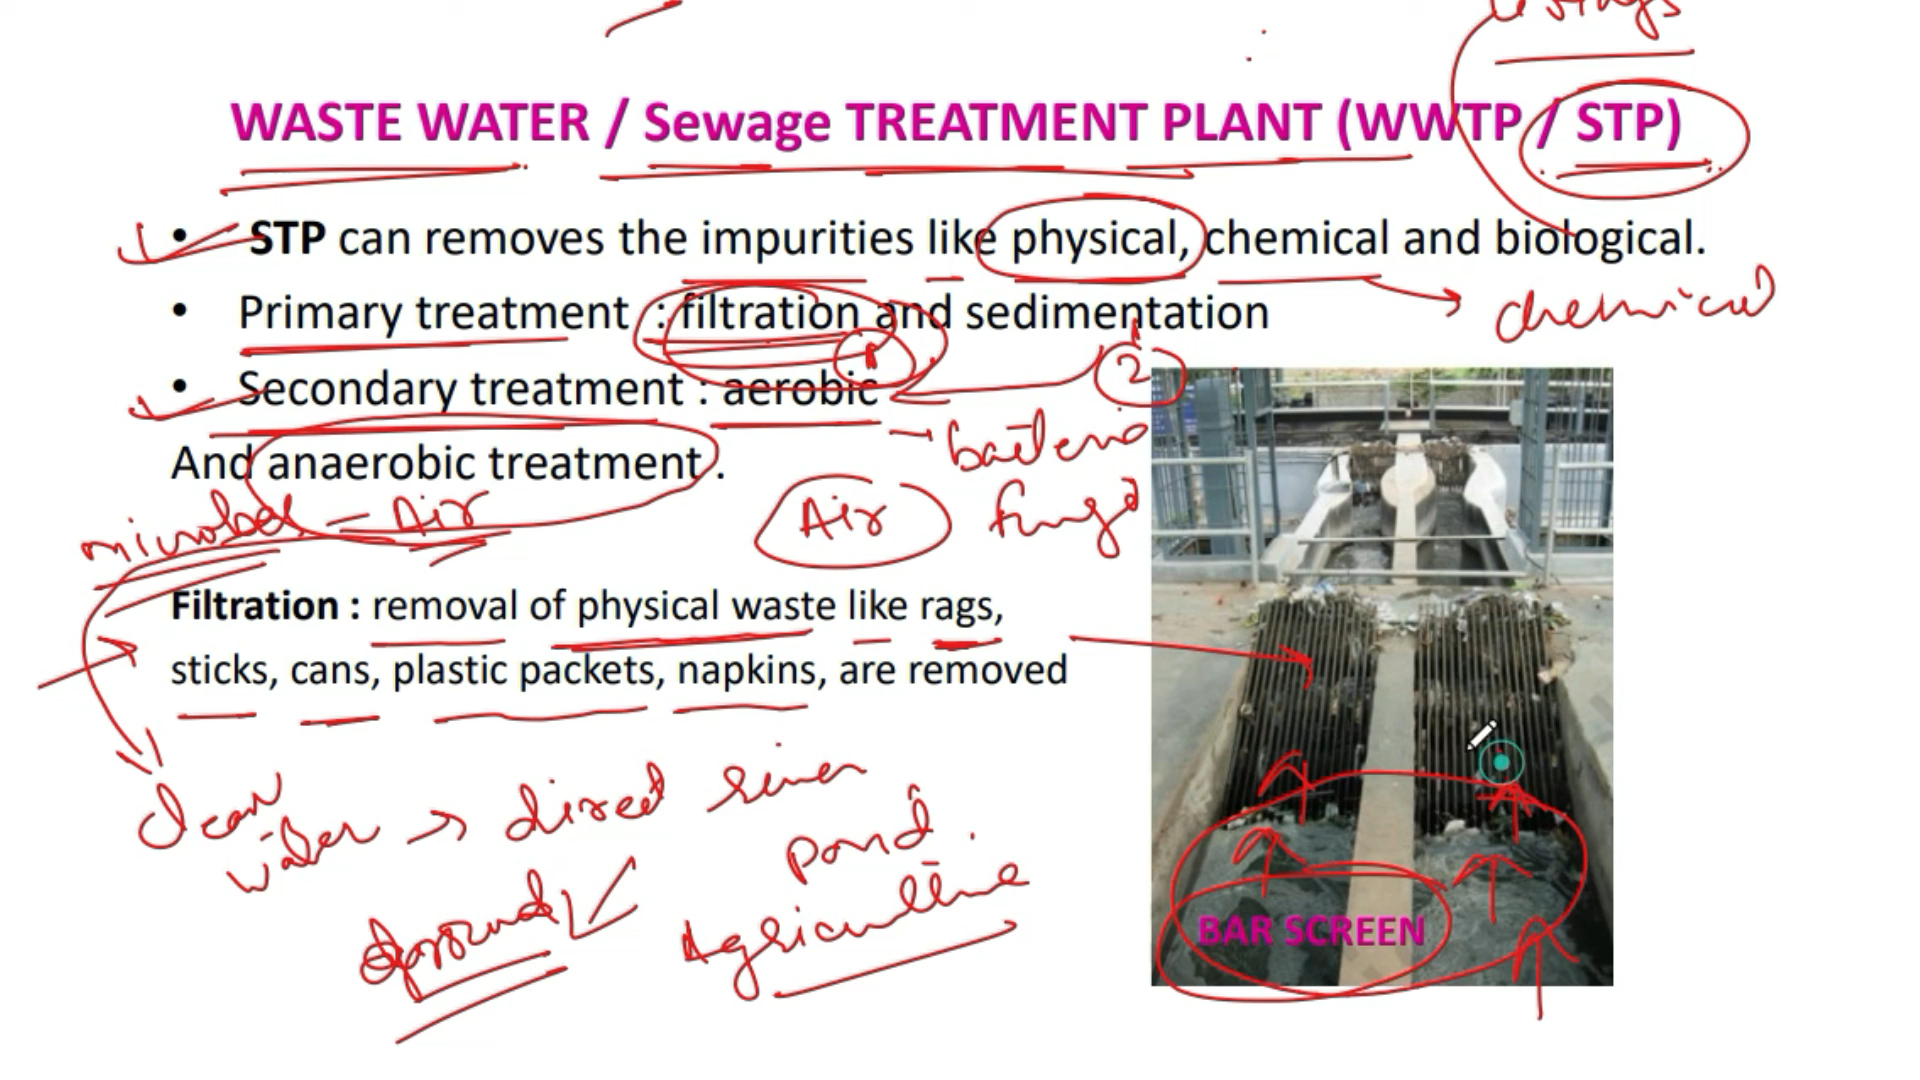 WASTE WATER / Sewage TREATMENT PLANT (WWTP / STP)
• STP can removes the impurities like physical, chemical and biological.
chemical
• Primary treatment : filtration and sedimentation
• Secondary treatment : aerobic
2
bacteria
And anaerobic treatment .
Air
Air
fungi
Filtration : removal of physical waste like rags,
sticks, cans, plastic packets, napkins, are removed
clean
water → direct river
pond
Ground
Agriculture
BAR SCREEN